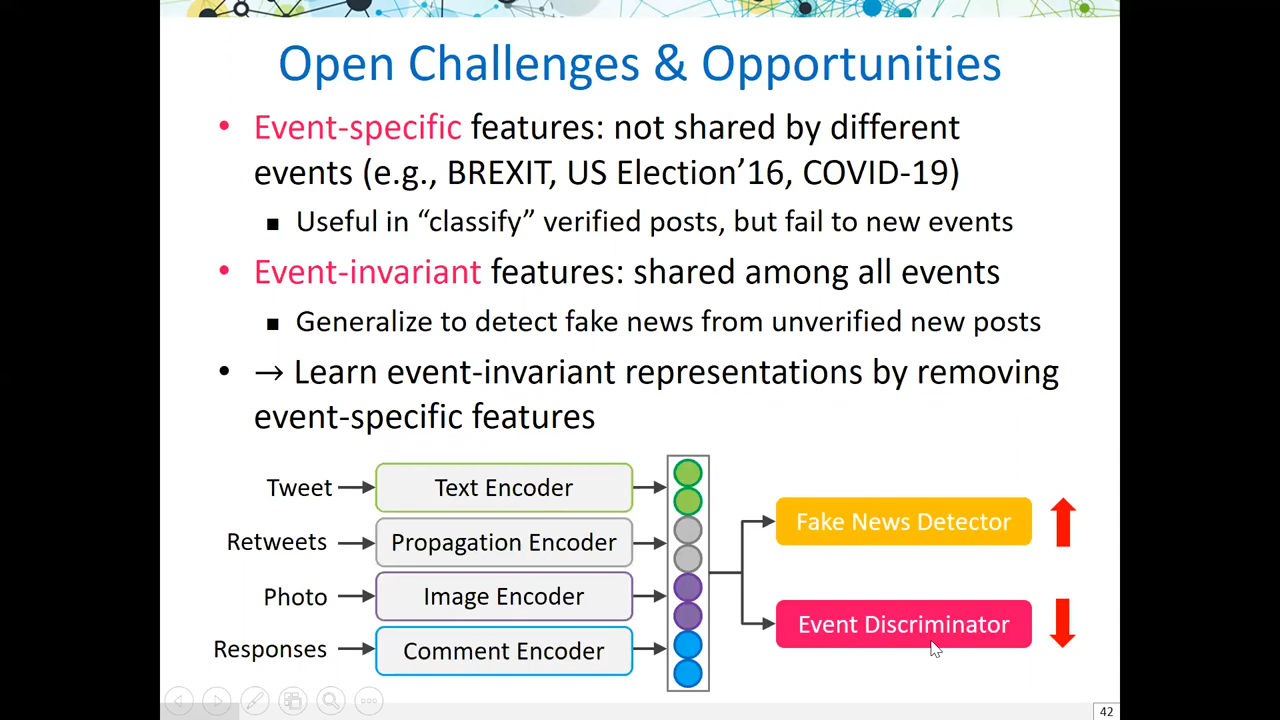 Open Challenges & Opportunities
• Event-specific features: not shared by different
events (e.g., BREXIT, US Election’16, COVID-19)
▪ Useful in “classify” verified posts, but fail to new events
• Event-invariant features: shared among all events
▪ Generalize to detect fake news from unverified new posts
• → Learn event-invariant representations by removing
event-specific features
Tweet
Text Encoder
Retweets
Propagation Encoder
Photo
Image Encoder
Responses
Comment Encoder
Fake News Detector
Event Discriminator
42